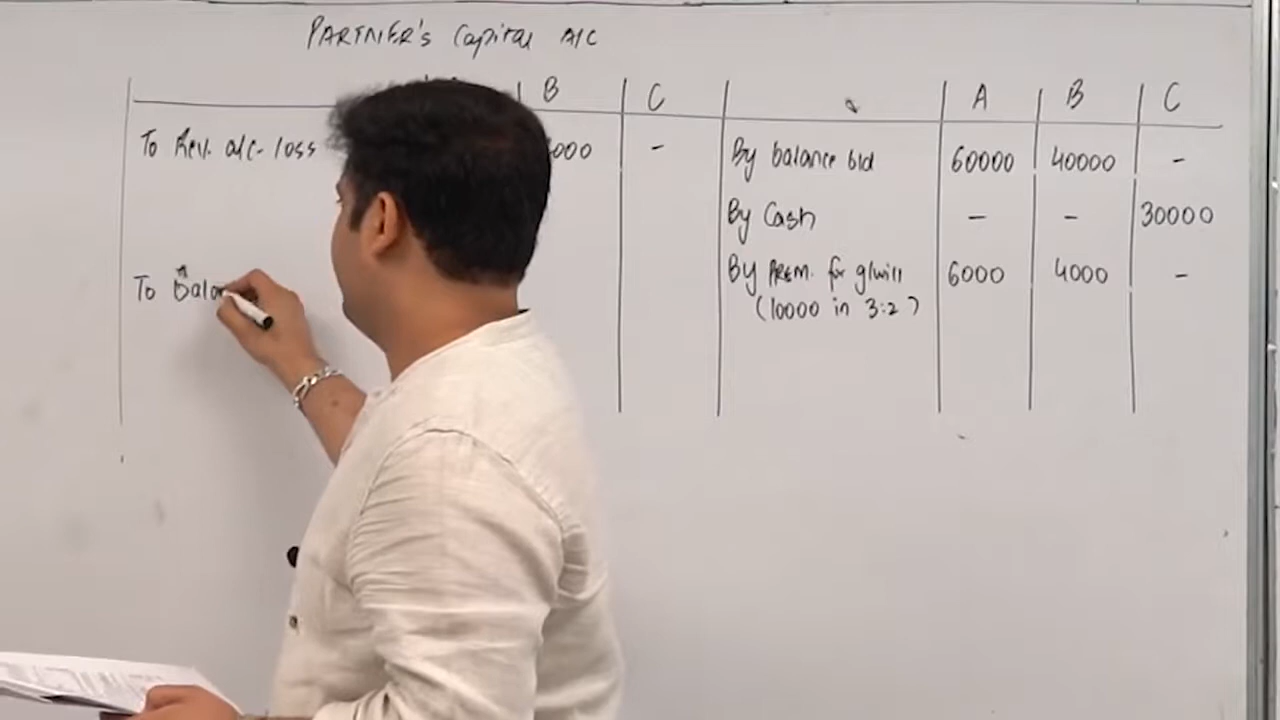 PARTNER's Capital A/C
B C A B C
To Rev. a/c - loss 000 - By balance b/d 60000 40000 -
By Cash - - 30000
To Balan By PREM. for g/will 6000 4000 -
(10000 in 3:2)